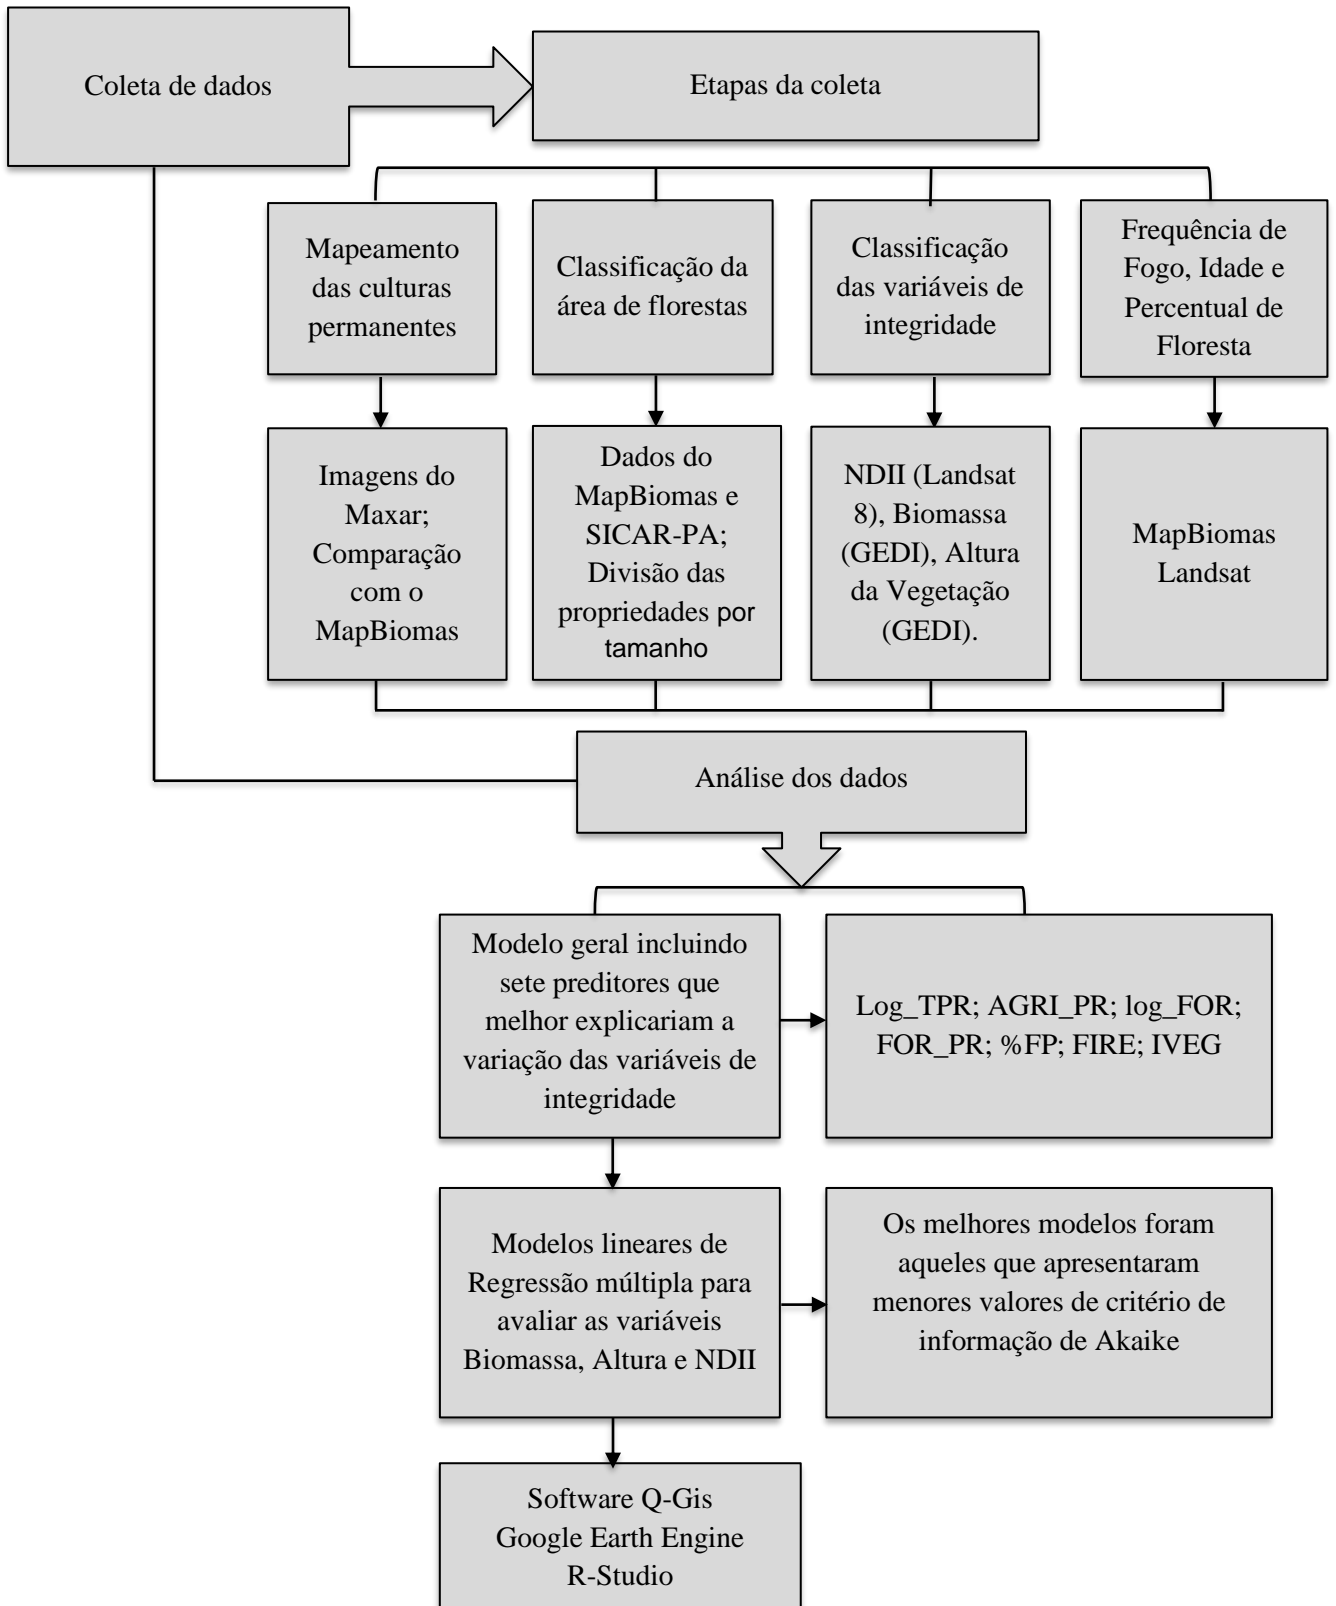 Coleta de dados
Etapas da coleta
Mapeamento
das culturas
permanentes
Classificação da
área de florestas
Classificação
das variáveis de
integridade
Frequência de
Fogo, Idade e
Percentual de
Floresta
Imagens do
Maxar;
Comparação
com o
MapBiomas
Dados do
MapBiomas e
SICAR-PA;
Divisão das
propriedades por
tamanho
NDII (Landsat
8), Biomassa
(GEDI), Altura
da Vegetação
(GEDI).
MapBiomas
Landsat
Análise dos dados
Modelo geral incluindo
sete preditores que
melhor explicariam a
variação das variáveis de
integridade
Log_TPR; AGRI_PR; log_FOR;
FOR_PR; %FP; FIRE; IVEG
Modelos lineares de
Regressão múltipla para
avaliar as variáveis
Biomassa, Altura e NDII
Os melhores modelos foram
aqueles que apresentaram
menores valores de critério de
informação de Akaike
Software Q-Gis
Google Earth Engine
R-Studio